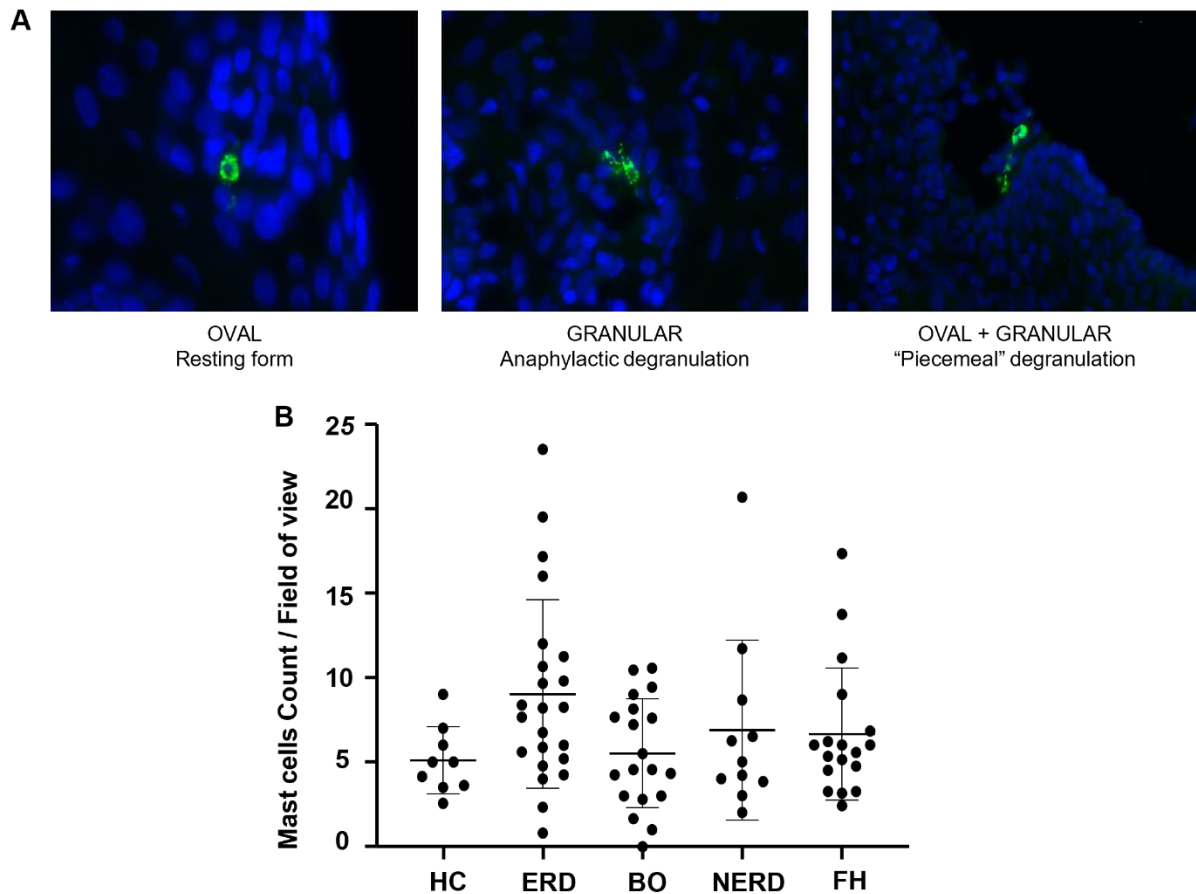 A
OVAL
Resting form
GRANULAR
Anaphylactic degranulation
OVAL + GRANULAR
“Piecemeal” degranulation
B
Mast cells Count / Field of view
25
20
15
10
5
0
HC ERD BO NERD FH